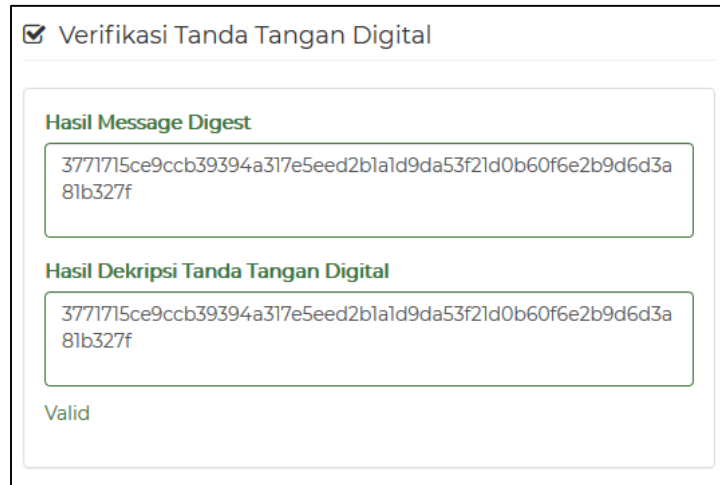 Verifikasi Tanda Tangan Digital
Hasil Message Digest
3771715ce9ccb39394a317e5eed2b1a1d9da53f21d0b60f6e2b9d6d3a
81b327f
Hasil Dekripsi Tanda Tangan Digital
3771715ce9ccb39394a317e5eed2b1a1d9da53f21d0b60f6e2b9d6d3a
81b327f
Valid